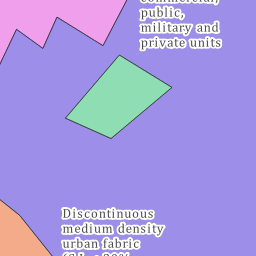 commercial,
public,
military and
private units
Discontinuous
medium density
urban fabric